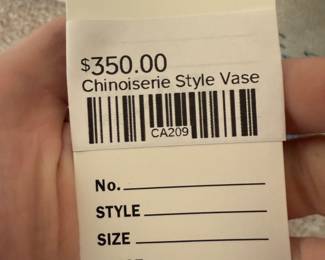 $350.00
Chinoiserie Style Vase
CA209
No.
STYLE
SIZE